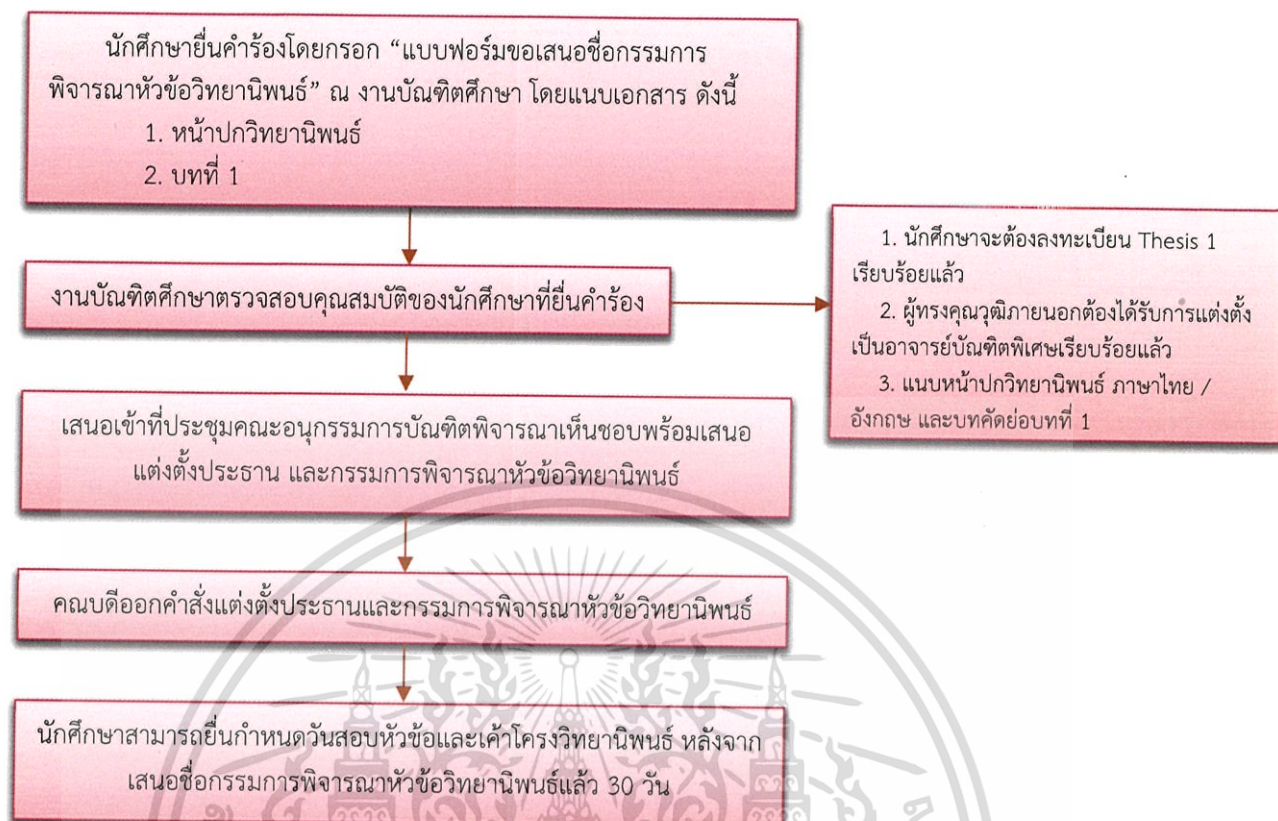 นักศึกษายื่นคำร้องโดยกรอก “แบบฟอร์มขอเสนอชื่อกรรมการ
พิจารณาหัวข้อวิทยานิพนธ์” ณ งานบัณฑิตศึกษา โดยแนบเอกสาร ดังนี้
1. หน้าปกวิทยานิพนธ์
2. บทที่ 1
งานบัณฑิตศึกษาตรวจสอบคุณสมบัติของนักศึกษาที่ยื่นคำร้อง
1. นักศึกษาจะต้องลงทะเบียน Thesis 1
เรียบร้อยแล้ว
2. ผู้ทรงคุณวุฒิภายนอกต้องได้รับการแต่งตั้ง
เป็นอาจารย์บัณฑิตพิเศษเรียบร้อยแล้ว
3. แนบหน้าปกวิทยานิพนธ์ ภาษาไทย /
อังกฤษ และบทคัดย่อบทที่ 1
เสนอเข้าที่ประชุมคณะอนุกรรมการบัณฑิตพิจารณาเห็นชอบพร้อมเสนอ
แต่งตั้งประธาน และกรรมการพิจารณาหัวข้อวิทยานิพนธ์
คณบดีออกคำสั่งแต่งตั้งประธานและกรรมการพิจารณาหัวข้อวิทยานิพนธ์
นักศึกษาสามารถยื่นกำหนดวันสอบหัวข้อและเค้าโครงวิทยานิพนธ์ หลังจาก
เสนอชื่อกรรมการพิจารณาหัวข้อวิทยานิพนธ์แล้ว 30 วัน